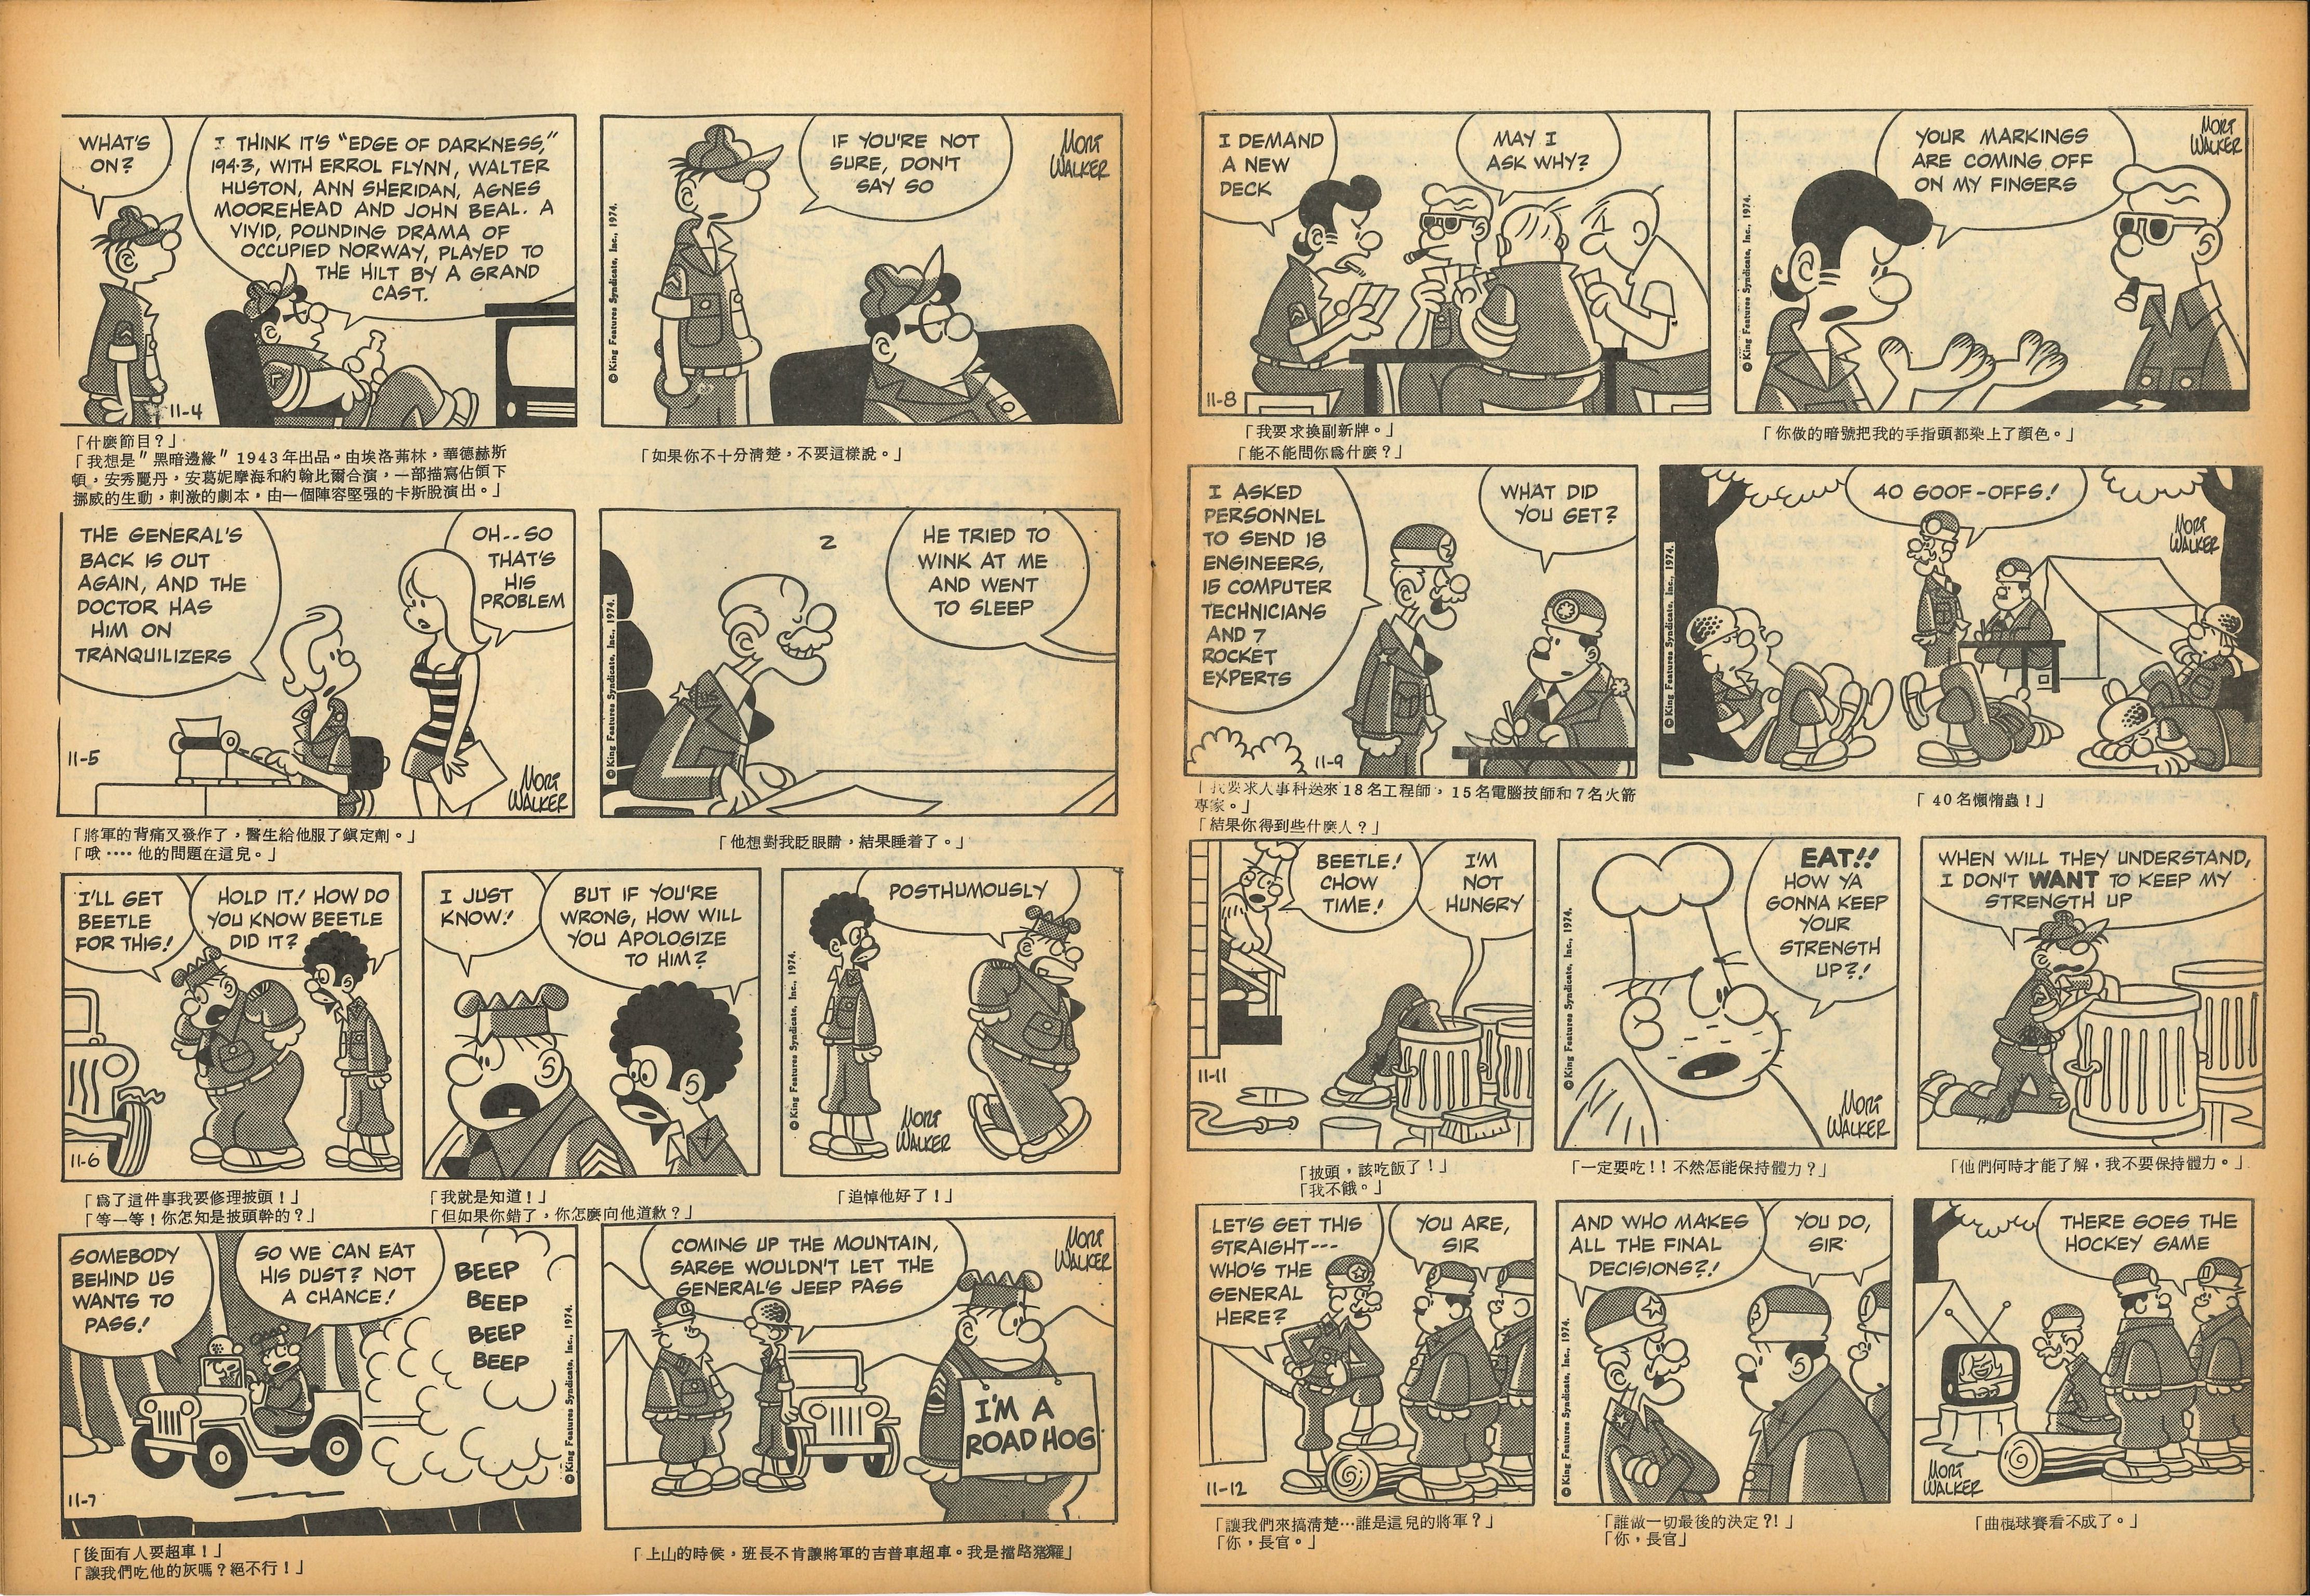 WHAT'S
ON?
I THINK IT'S "EDGE OF DARKNESS,"
1943, WITH ERROL FLYNN, WALTER
HUSTON, ANN SHERIDAN, AGNES
MOOREHEAD AND JOHN BEAL. A
VIVID, POUNDING DRAMA OF
OCCUPIED NORWAY, PLAYED TO
THE HILT BY A GRAND
CAST.
11-4
IF YOU'RE NOT
SURE, DON'T
SAY SO
MORT
WALKER
© King Features Syndicate, Inc., 1974.
「什麼節目？」
「我想是"黑暗邊緣"1943年出品。由埃洛茀林，華德赫斯
頓，安秀麗丹，安葛妮摩海和約翰比爾合演，一部描寫佔領下
挪威的生動，刺激的劇本，由一個陣容堅强的卡斯股演出。」
「如果你不十分清楚，不要這樣說。」
THE GENERAL'S
BACK IS OUT
AGAIN, AND THE
DOCTOR HAS
HIM ON
TRANQUILIZERS
OH--SO
THAT'S
HIS
PROBLEM
11-5
MORT
WALKER
Z
HE TRIED TO
WINK AT ME
AND WENT
TO SLEEP
© King Features Syndicate, Inc., 1974.
「將軍的背痛又發作了，醫生給他服了鎭定劑。」
「哦‥‥他的問題在這兒。」
「他想對我眨眼睛，結果睡着了。」
I'LL GET
BEETLE
FOR THIS!
HOLD IT! HOW DO
YOU KNOW BEETLE
DID IT?
11-6
I JUST
KNOW!
BUT IF YOU'RE
WRONG, HOW WILL
YOU APOLOGIZE
TO HIM?
POSTHUMOUSLY
© King Features Syndicate, Inc., 1974.
MORT
WALKER
「爲了這件事我要修理披頭！」
「等一等！你怎知是披頭幹的？」
「我就是知道！」
「但如果你錯了，你怎麼向他道歉？」
「追悼他好了！」
SOMEBODY
BEHIND US
WANTS TO
PASS!
SO WE CAN EAT
HIS DUST? NOT
A CHANCE!
BEEP
BEEP
BEEP
BEEP
11-7
© King Features Syndicate, Inc., 1974.
COMING UP THE MOUNTAIN,
SARGE WOULDN'T LET THE
GENERAL'S JEEP PASS
MORT
WALKER
I'M A
ROAD HOG
「後面有人要超車！」
「讓我們吃他的灰嗎？絕不行！」
「上山的時候，班長不肯讓將軍的吉普車超車。我是擋路豬羅」
I DEMAND
A NEW
DECK
MAY I
ASK WHY?
11-8
YOUR MARKINGS
ARE COMING OFF
ON MY FINGERS
MORT
WALKER
© King Features Syndicate, Inc., 1974.
「我要求換副新牌。」
「能不能問你爲什麼？」
「你做的暗號把我的手指頭都染上了顏色。」
I ASKED
PERSONNEL
TO SEND 18
ENGINEERS,
15 COMPUTER
TECHNICIANS
AND 7
ROCKET
EXPERTS
WHAT DID
YOU GET?
11-9
40 GOOF-OFFS!
MORT
WALKER
© King Features Syndicate, Inc., 1974.
「我要求人事科送來18名工程師，15名電腦技師和7名火箭
專家。」
「結果你得到些什麼人？」
「40名懶惰蟲！」
BEETLE!
CHOW
TIME!
I'M
NOT
HUNGRY
11-11
EAT!!
HOW YA
GONNA KEEP
YOUR
STRENGTH
UP?!
© King Features Syndicate, Inc., 1974.
MORT
WALKER
WHEN WILL THEY UNDERSTAND,
I DON'T WANT TO KEEP MY
STRENGTH UP
「披頭，該吃飯了！」
「我不餓。」
「一定要吃！！不然怎能保持體力？」
「他們何時才能了解，我不要保持體力。」
LET'S GET THIS
STRAIGHT---
WHO'S THE
GENERAL
HERE?
YOU ARE,
SIR
11-12
AND WHO MAKES
ALL THE FINAL
DECISIONS?!
YOU DO,
SIR
© King Features Syndicate, Inc., 1974.
THERE GOES THE
HOCKEY GAME
MORT
WALKER
「讓我們來搞清楚…誰是這兒的將軍？」
「你，長官。」
「誰做一切最後的決定？！」
「你，長官」
「曲棍球賽看不成了。」